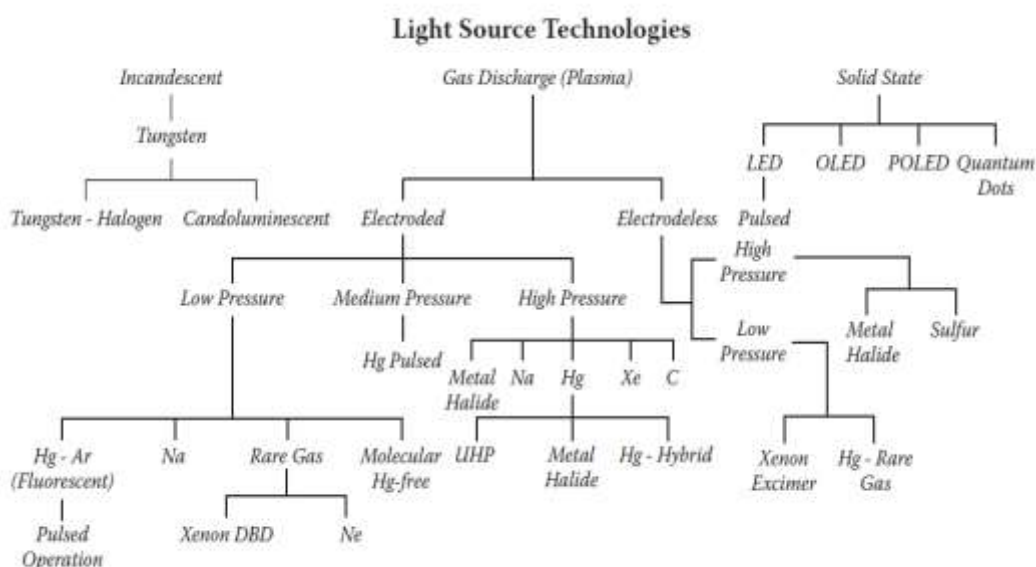 Light Source Technologies
Incandescent
Gas Discharge (Plasma)
Solid State
Tungsten
LED
OLED
POLED
Quantum
Dots
Tungsten - Halogen
Candoluminescent
Electroded
Electrodeless
Pulsed
High
Pressure
Low Pressure
Medium Pressure
High Pressure
Low
Pressure
Metal
Halide
Sulfur
Hg Pulsed
Metal
Halide
Na
Hg
Xe
C
Hg - Ar
(Fluorescent)
Na
Rare Gas
Molecular
Hg-free
UHP
Metal
Halide
Hg - Hybrid
Xenon
Excimer
Hg - Rare
Gas
Pulsed
Operation
Xenon DBD
Ne